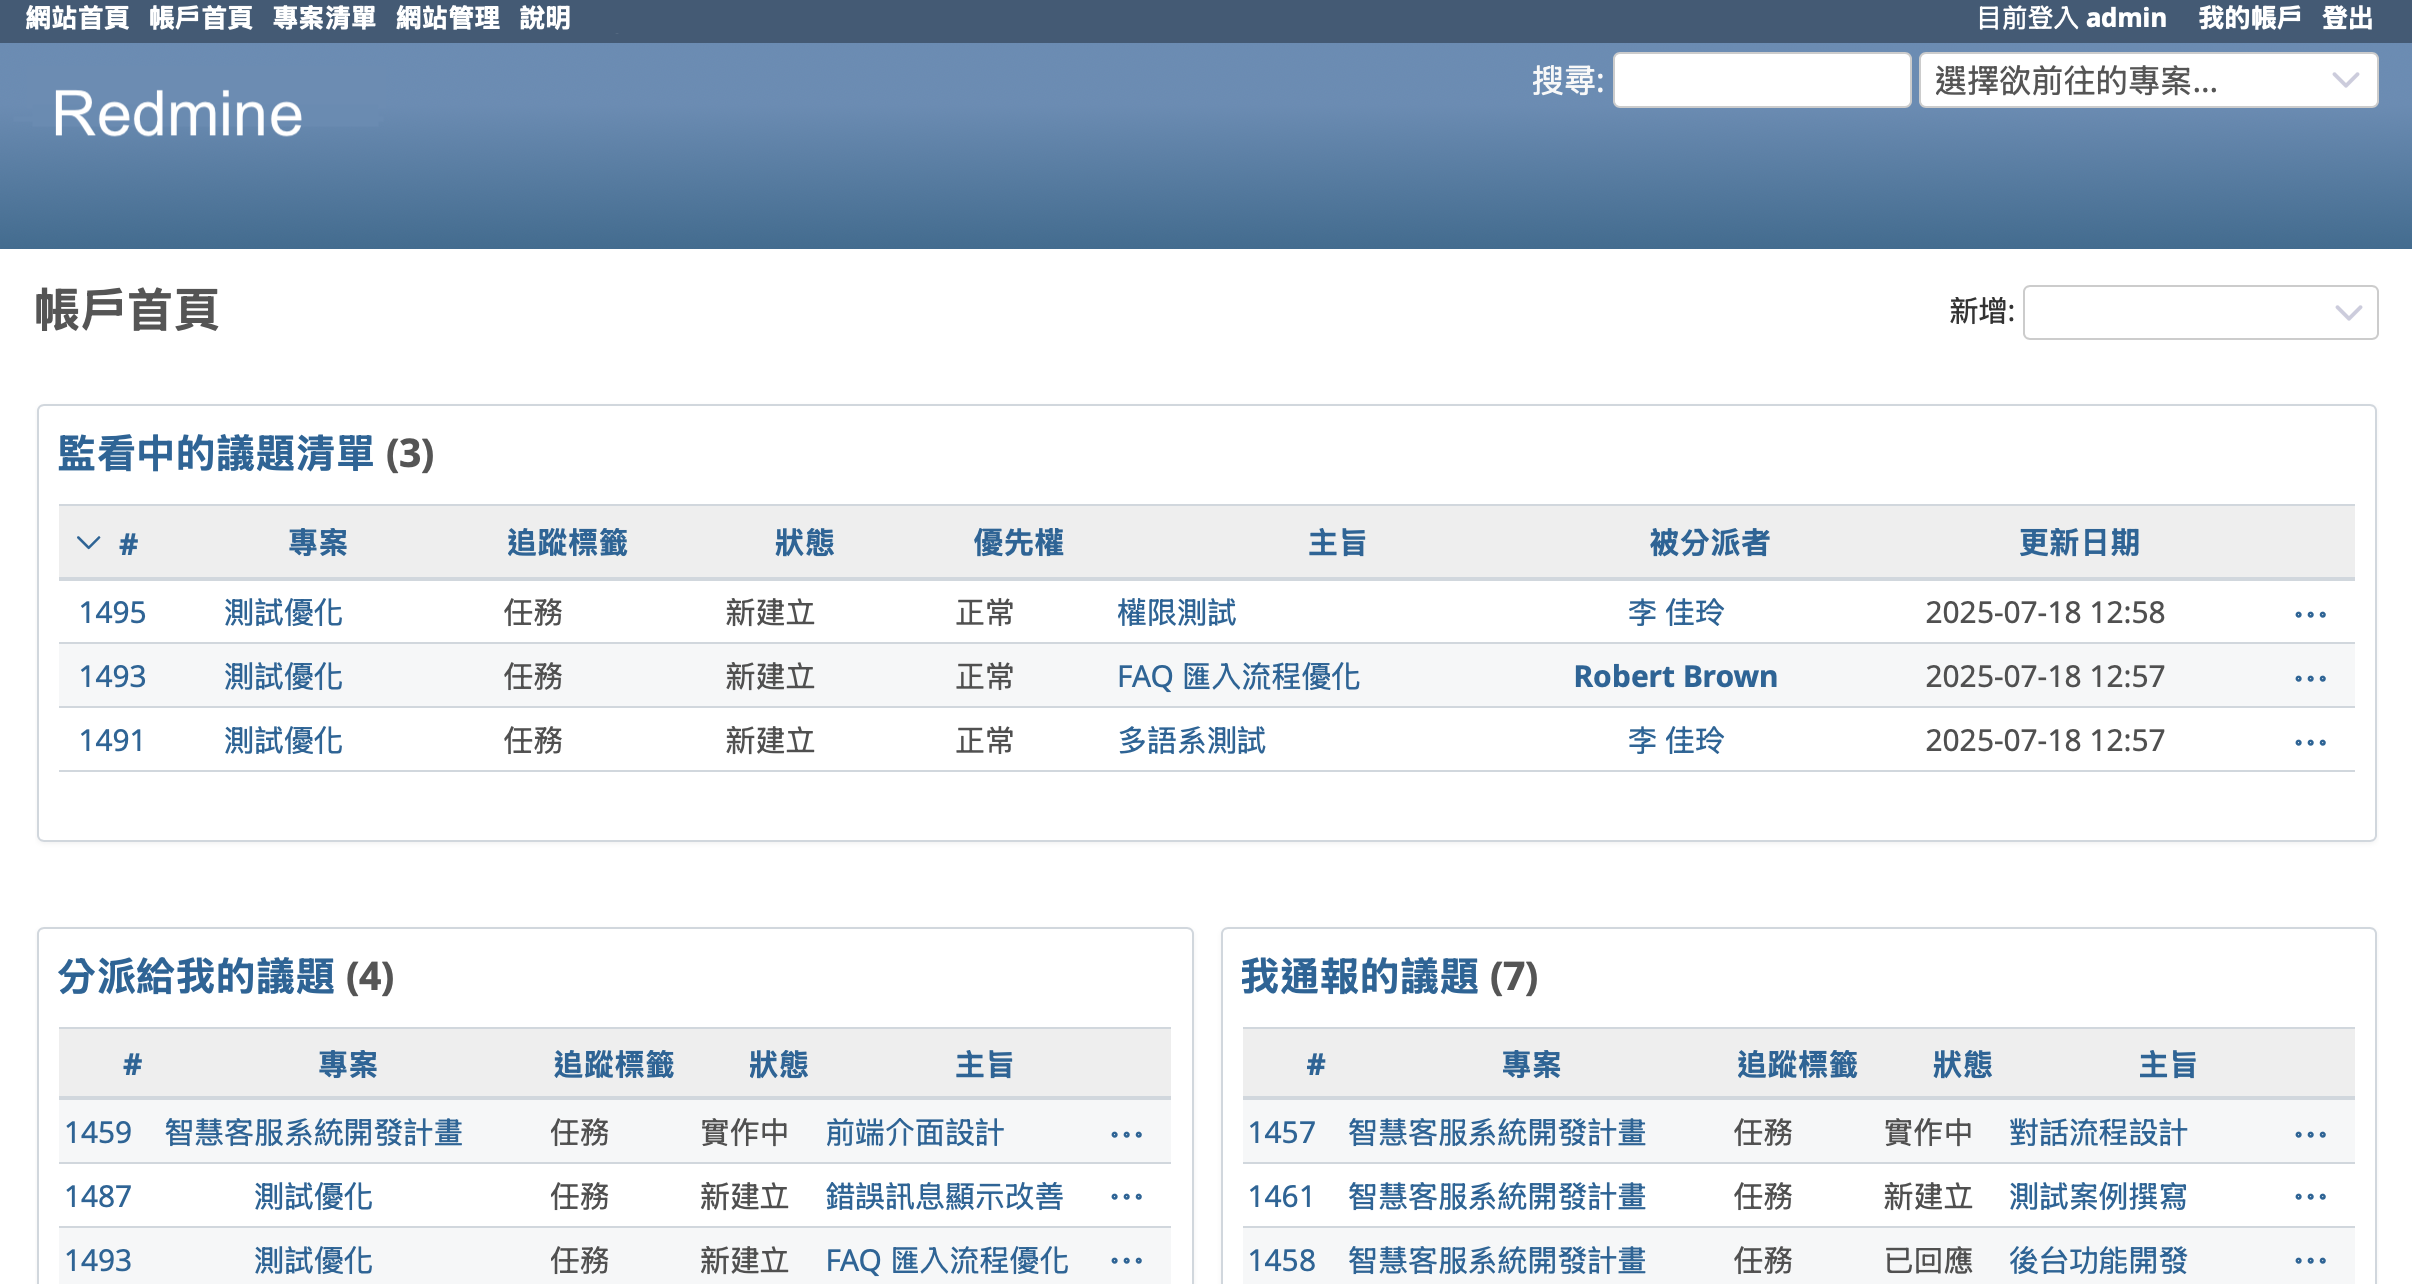 網站首頁 帳戶首頁 專案清單 網站管理 說明 目前登入 admin 我的帳戶 登出
搜尋: 選擇欲前往的專案...
Redmine
帳戶首頁 新增:
監看中的議題清單 (3)
# 專案 追蹤標籤 狀態 優先權 主旨 被分派者 更新日期
1495 測試優化 任務 新建立 正常 權限測試 李 佳玲 2025-07-18 12:58 •••
1493 測試優化 任務 新建立 正常 FAQ 匯入流程優化 Robert Brown 2025-07-18 12:57 •••
1491 測試優化 任務 新建立 正常 多語系測試 李 佳玲 2025-07-18 12:57 •••
分派給我的議題 (4)
# 專案 追蹤標籤 狀態 主旨
1459 智慧客服系統開發計畫 任務 實作中 前端介面設計 •••
1487 測試優化 任務 新建立 錯誤訊息顯示改善 •••
1493 測試優化 任務 新建立 FAQ 匯入流程優化 •••
我通報的議題 (7)
# 專案 追蹤標籤 狀態 主旨
1457 智慧客服系統開發計畫 任務 實作中 對話流程設計 •••
1461 智慧客服系統開發計畫 任務 新建立 測試案例撰寫 •••
1458 智慧客服系統開發計畫 任務 已回應 後台功能開發 •••